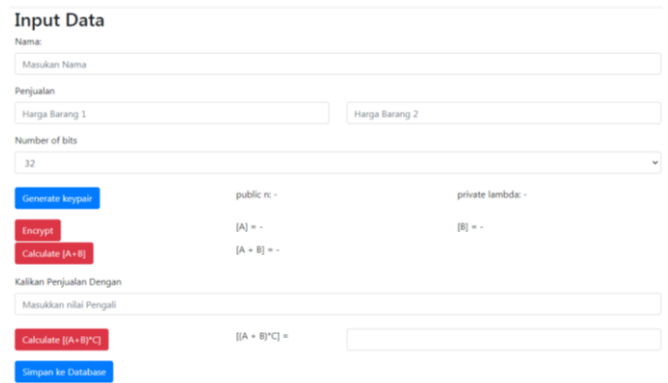 Input Data
Nama:
Masukan Nama
Penjualan
Harga Barang 1 Harga Barang 2
Number of bits
32
Generate keypair public n: - private lambda: -
Encrypt [A] = - [B] = -
Calculate [A+B] [A + B] = -
Kalikan Penjualan Dengan
Masukkan nilai Pengali
Calculate [(A+B)*C] [(A + B)*C] =
Simpan ke Database